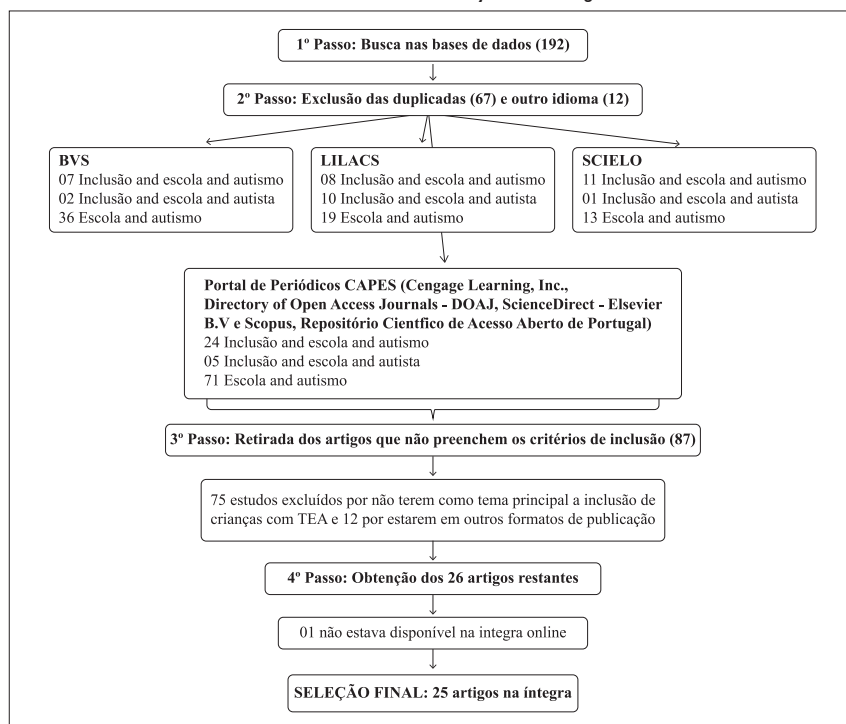 1º Passo: Busca nas bases de dados (192)
2º Passo: Exclusão das duplicadas (67) e outro idioma (12)
BVS
07 Inclusão and escola and autismo
02 Inclusão and escola and autista
36 Escola and autismo
LILACS
08 Inclusão and escola and autismo
10 Inclusão and escola and autista
19 Escola and autismo
SCIELO
11 Inclusão and escola and autismo
01 Inclusão and escola and autista
13 Escola and autismo
Portal de Periódicos CAPES (Cengage Learning, Inc.,
Directory of Open Access Journals - DOAJ, ScienceDirect - Elsevier
B.V e Scopus, Repositório Cientfico de Acesso Aberto de Portugal)
24 Inclusão and escola and autismo
05 Inclusão and escola and autista
71 Escola and autismo
3º Passo: Retirada dos artigos que não preenchem os critérios de inclusão (87)
75 estudos excluídos por não terem como tema principal a inclusão de
crianças com TEA e 12 por estarem em outros formatos de publicação
4º Passo: Obtenção dos 26 artigos restantes
01 não estava disponível na integra online
SELEÇÃO FINAL: 25 artigos na íntegra